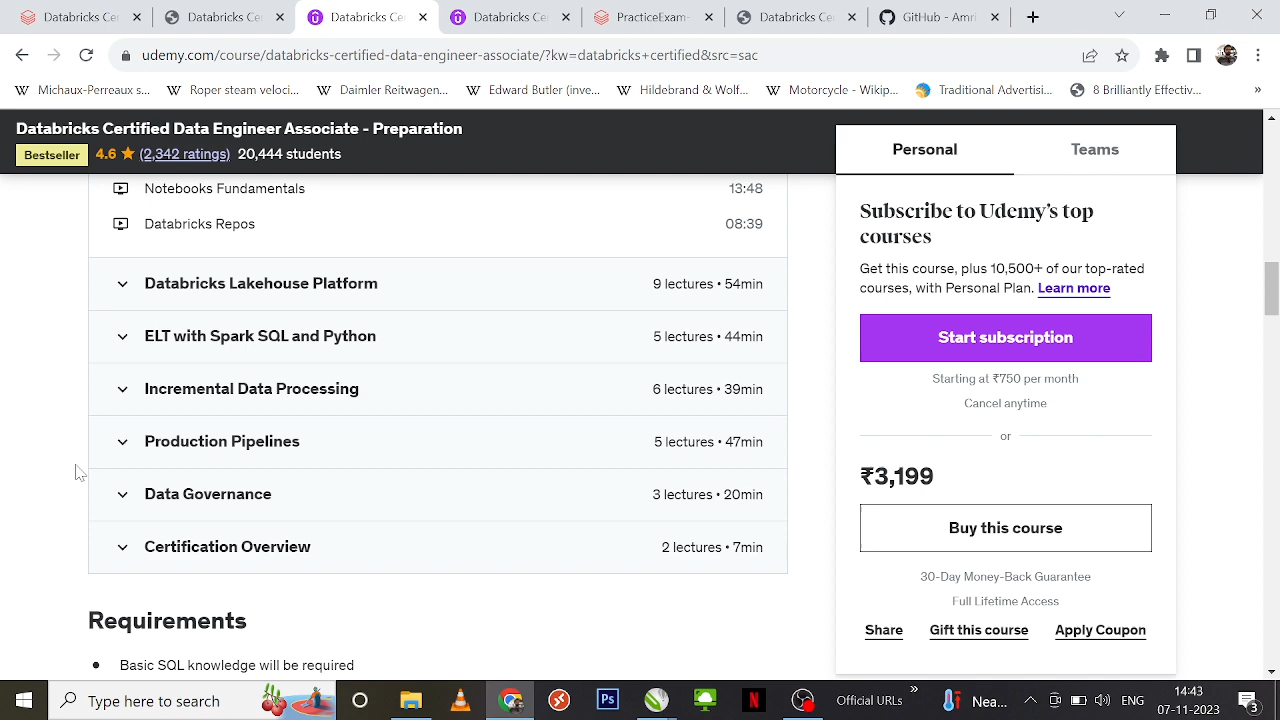 Databricks Ce
Databricks Ce
Databricks Ce
Databricks Ce
PracticeExam-
Databricks Ce
GitHub - Amri
udemy.com/course/databricks-certified-data-engineer-associate/?kw=databricks+certified&src=sac
Michaux-Perreaux s...
Roper steam veloci...
Daimler Reitwagen...
Edward Butler (inve...
Hildebrand & Wolf...
Motorcycle - Wikip...
Traditional Advertisi...
8 Brilliantly Effectiv...
»
Databricks Certified Data Engineer Associate - Preparation
Bestseller 4.6 ★ (2,342 ratings) 20,444 students
Notebooks Fundamentals 13:48
Databricks Repos 08:39
Databricks Lakehouse Platform 9 lectures • 54min
ELT with Spark SQL and Python 5 lectures • 44min
Incremental Data Processing 6 lectures • 39min
Production Pipelines 5 lectures • 47min
Data Governance 3 lectures • 20min
Certification Overview 2 lectures • 7min
Requirements
• Basic SQL knowledge will be required
Personal Teams
Subscribe to Udemy's top
courses
Get this course, plus 10,500+ of our top-rated
courses, with Personal Plan. Learn more
Start subscription
Starting at ₹750 per month
Cancel anytime
or
₹3,199
Buy this course
30-Day Money-Back Guarantee
Full Lifetime Access
Share Gift this course Apply Coupon
Type here to search
Ps
N
Official URLs
»
Nea...
ENG
14:43
07-11-2023
3